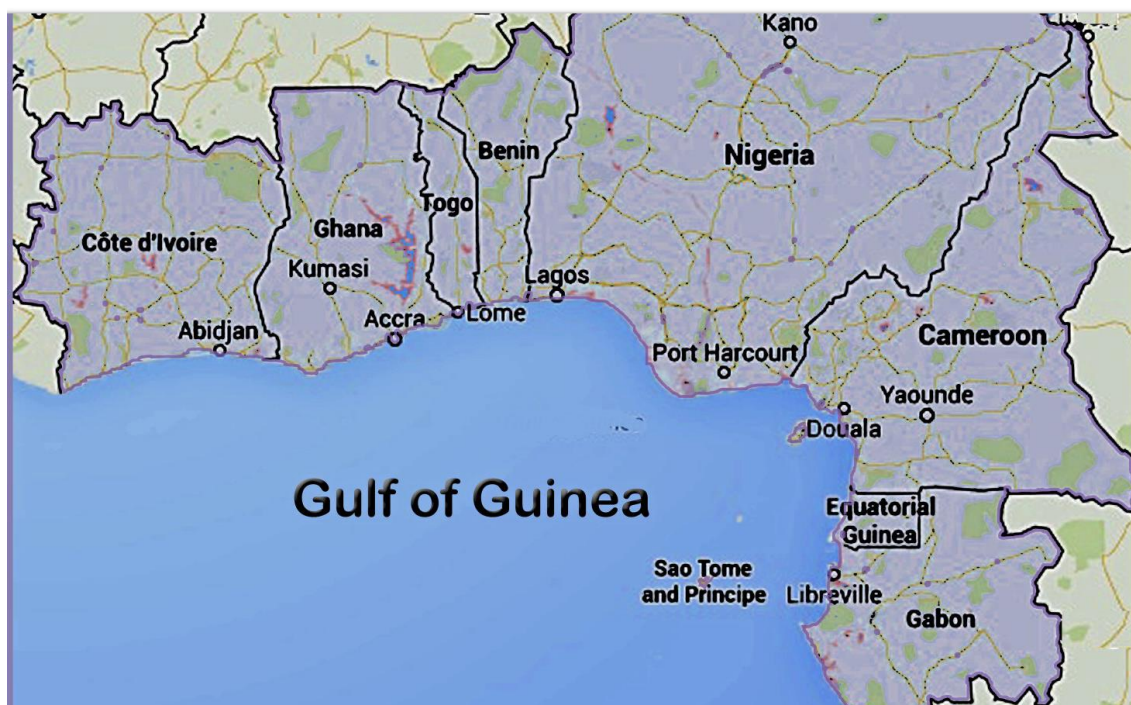 Kano
Benin
Nigeria
Togo
Ghana
Côte d'Ivoire
Kumasi
Lagos
Accra
Lome
Abidjan
Cameroon
Port Harcourt
Yaounde
Douala
Gulf of Guinea
Equatorial
Guinea
Sao Tome
and Principe
Libreville
Gabon